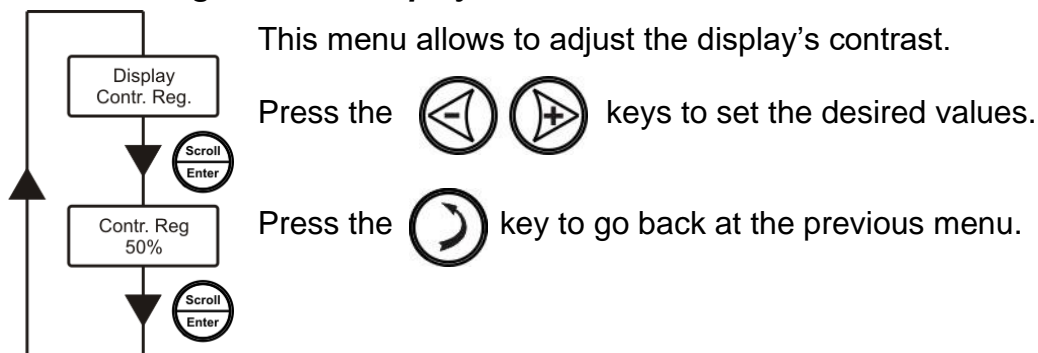 This menu allows to adjust the display's contrast.
Display
Contr. Reg.
Press the - + keys to set the desired values.
Scroll
Enter
Contr. Reg
50%
Press the key to go back at the previous menu.
Scroll
Enter